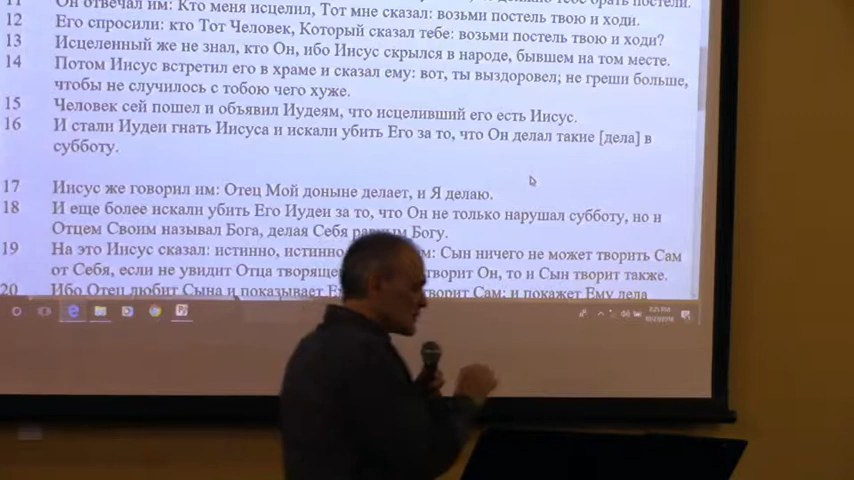 11 Он отвечал им: Кто меня исцелил, Тот мне сказал: возьми постель твою и ходи.
12 Его спросили: кто Тот Человек, Который сказал тебе: возьми постель твою и ходи?
13 Исцеленный же не знал, кто Он, ибо Иисус скрылся в народе, бывшем на том месте.
14 Потом Иисус встретил его в храме и сказал ему: вот, ты выздоровел; не греши больше,
чтобы не случилось с тобою чего хуже.
15 Человек сей пошел и объявил Иудеям, что исцеливший его есть Иисус.
16 И стали Иудеи гнать Иисуса и искали убить Его за то, что Он делал такие [дела] в
субботу.
17 Иисус же говорил им: Отец Мой доныне делает, и Я делаю.
18 И еще более искали убить Его Иудеи за то, что Он не только нарушал субботу, но и
Отцем Своим называл Бога, делая Себя равным Богу.
19 На это Иисус сказал: истинно, истинно им: Сын ничего не может творить Сам
от Себя, если не увидит Отца творящего творит Он, то и Сын творит также.
20 Ибо Отец любит Сына и показывает творит Сам; и покажет Ему дела